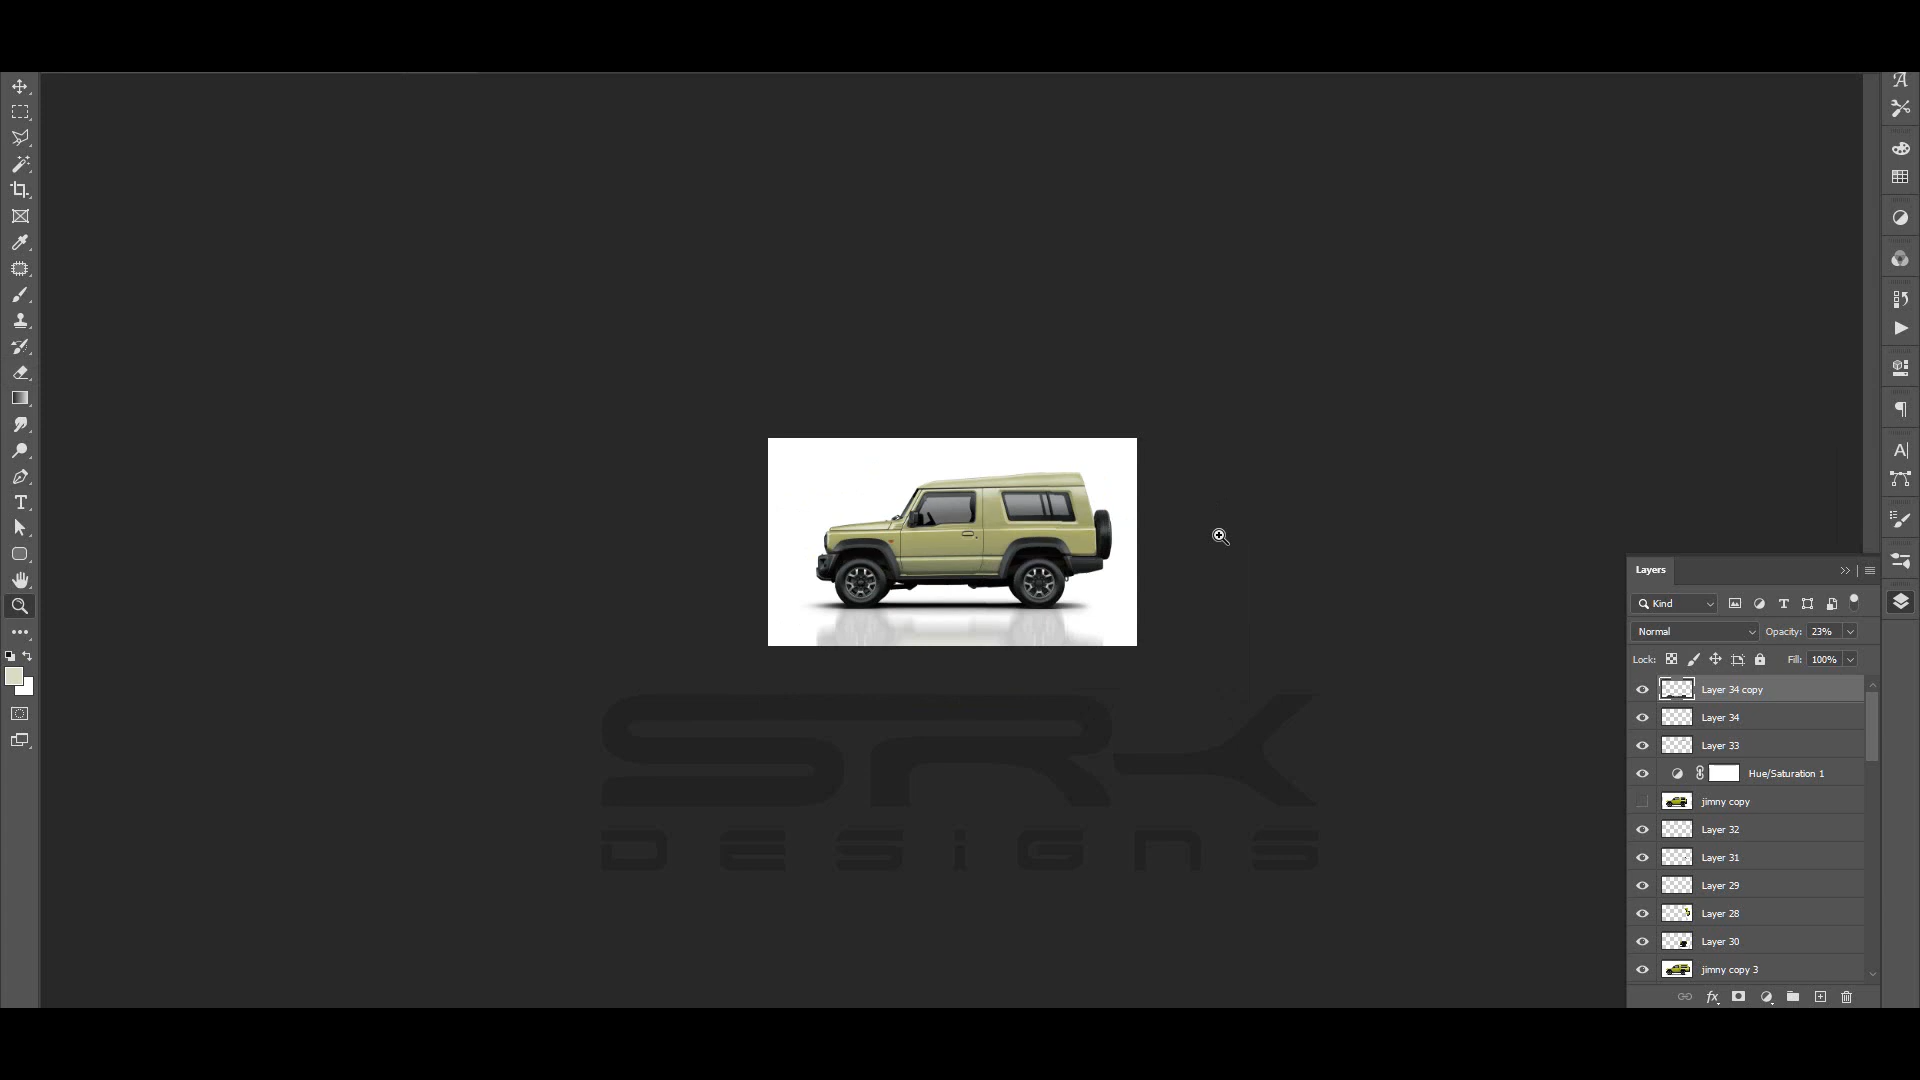 Layers
Kind
Normal
Opacity: 23%
Lock:
Fill: 100%
Layer 34 copy
Layer 34
Layer 33
Hue/Saturation 1
jimny copy
Layer 32
Layer 31
Layer 29
Layer 28
Layer 30
jimny copy 3
fx
SRK
DESiGnS